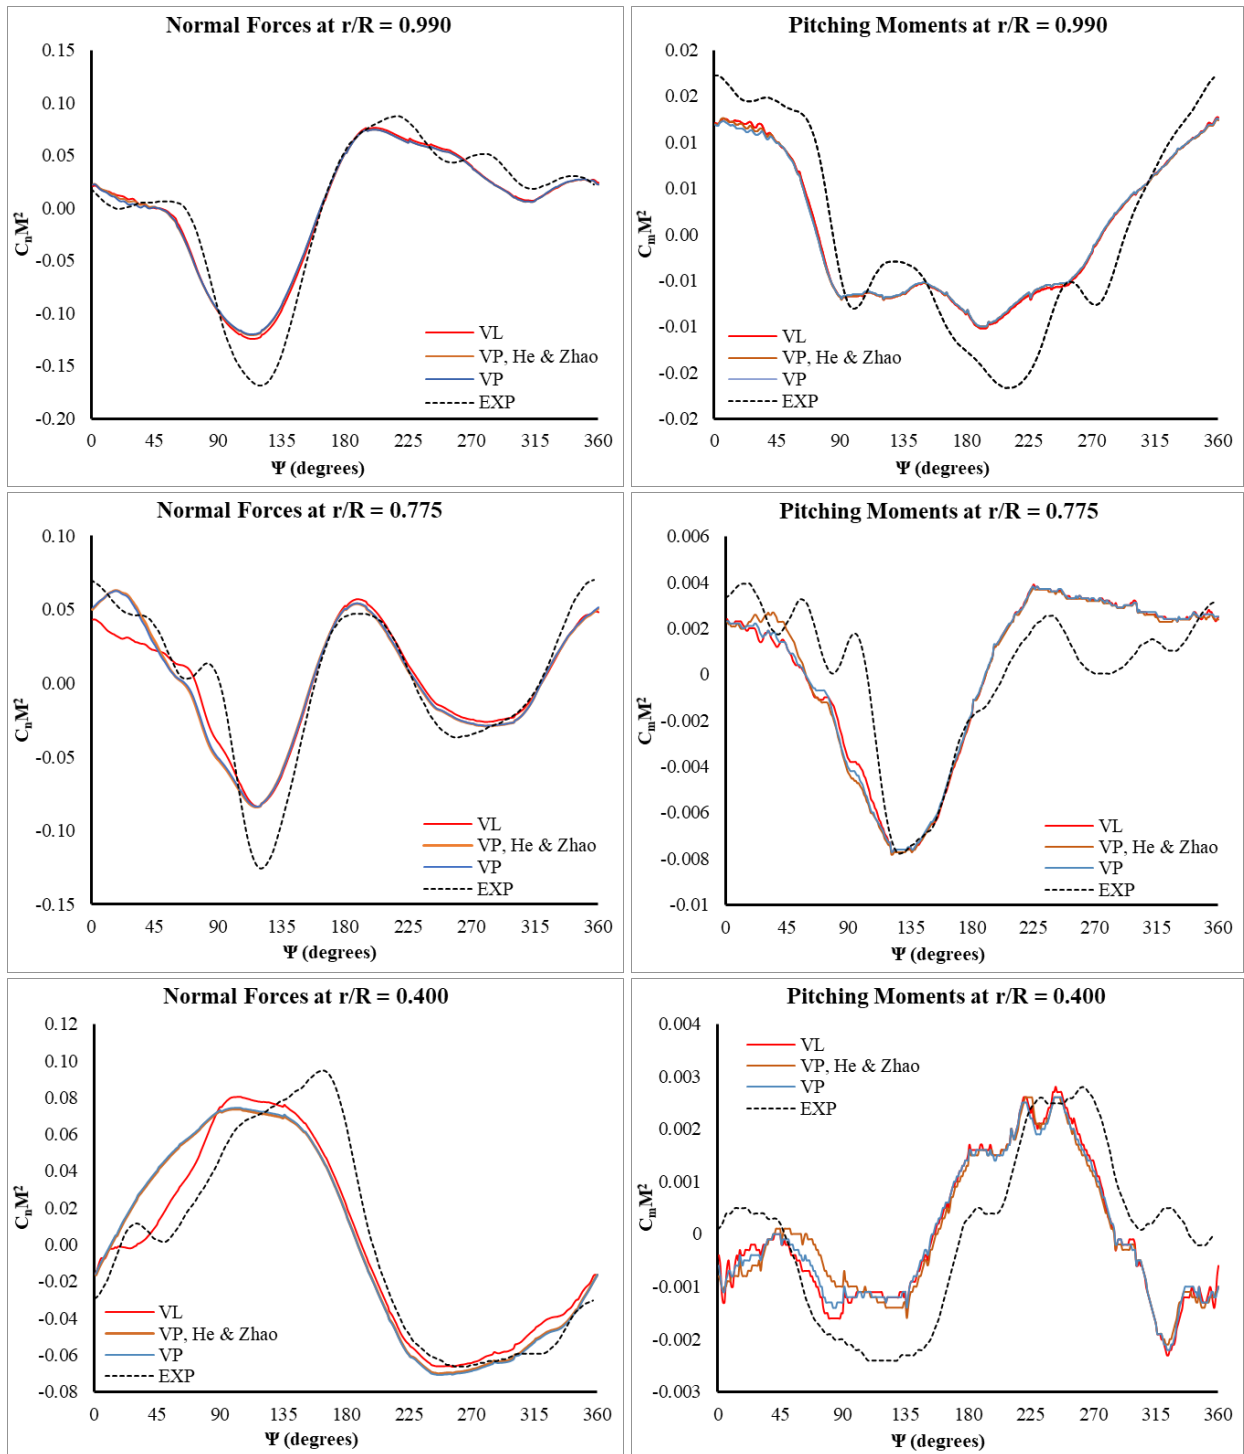 Normal Forces at r/R = 0.990
0.15
0.10
0.05
0.00
-0.05
-0.10
-0.15
-0.20
CnM²
0 45 90 135 180 225 270 315 360
Ψ (degrees)
VL
VP, He & Zhao
VP
EXP
Pitching Moments at r/R = 0.990
0.02
0.02
0.01
0.01
0.00
-0.01
-0.01
-0.02
-0.02
CmM²
0 45 90 135 180 225 270 315 360
Ψ (degrees)
VL
VP, He & Zhao
VP
EXP
Normal Forces at r/R = 0.775
0.10
0.05
0.00
-0.05
-0.10
-0.15
CnM²
0 45 90 135 180 225 270 315 360
Ψ (degrees)
VL
VP, He & Zhao
VP
EXP
Pitching Moments at r/R = 0.775
0.006
0.004
0.002
0
-0.002
-0.004
-0.006
-0.008
-0.01
CmM²
0 45 90 135 180 225 270 315 360
Ψ (degrees)
VL
VP, He & Zhao
VP
EXP
Normal Forces at r/R = 0.400
0.12
0.10
0.08
0.06
0.04
0.02
0.00
-0.02
-0.04
-0.06
-0.08
CnM²
0 45 90 135 180 225 270 315 360
Ψ (degrees)
VL
VP, He & Zhao
VP
EXP
Pitching Moments at r/R = 0.400
0.004
0.003
0.002
0.001
0
-0.001
-0.002
-0.003
CmM²
0 45 90 135 180 225 270 315 360
Ψ (degrees)
VL
VP, He & Zhao
VP
EXP